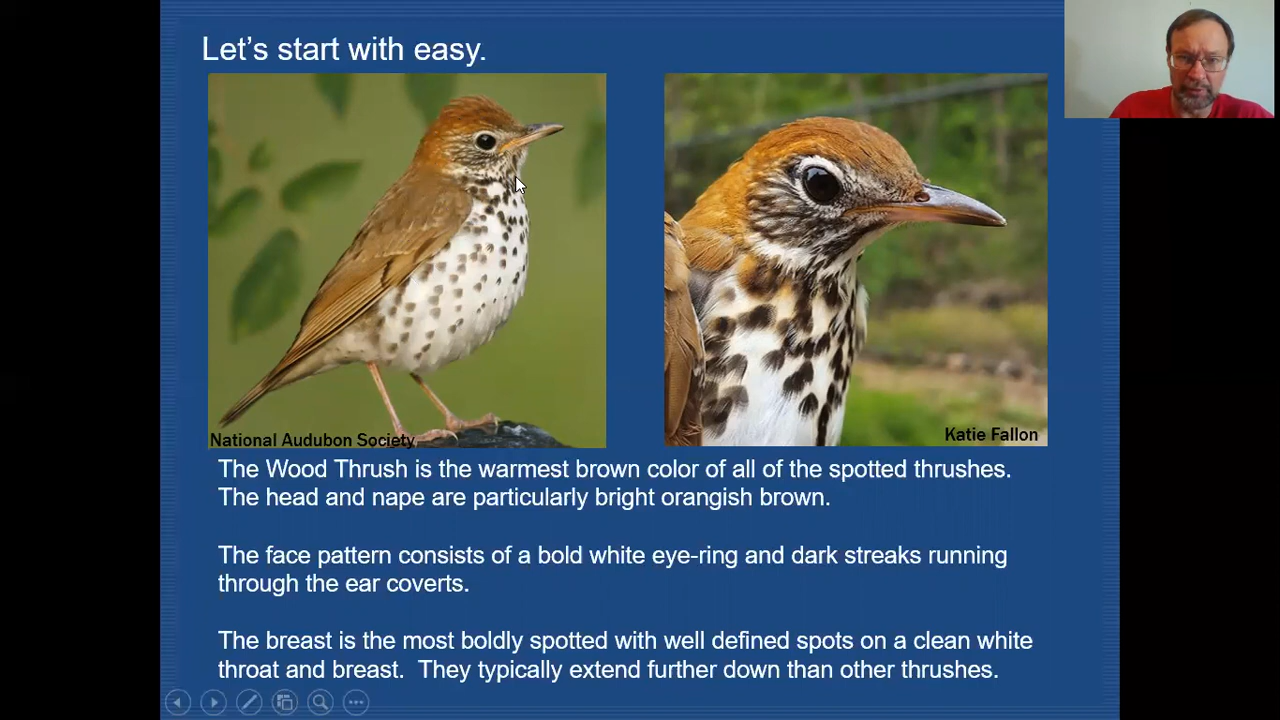 Let's start with easy.
National Audubon Society
Katie Fallon
The Wood Thrush is the warmest brown color of all of the spotted thrushes.
The head and nape are particularly bright orangish brown.
The face pattern consists of a bold white eye-ring and dark streaks running
through the ear coverts.
The breast is the most boldly spotted with well defined spots on a clean white
throat and breast.  They typically extend further down than other thrushes.